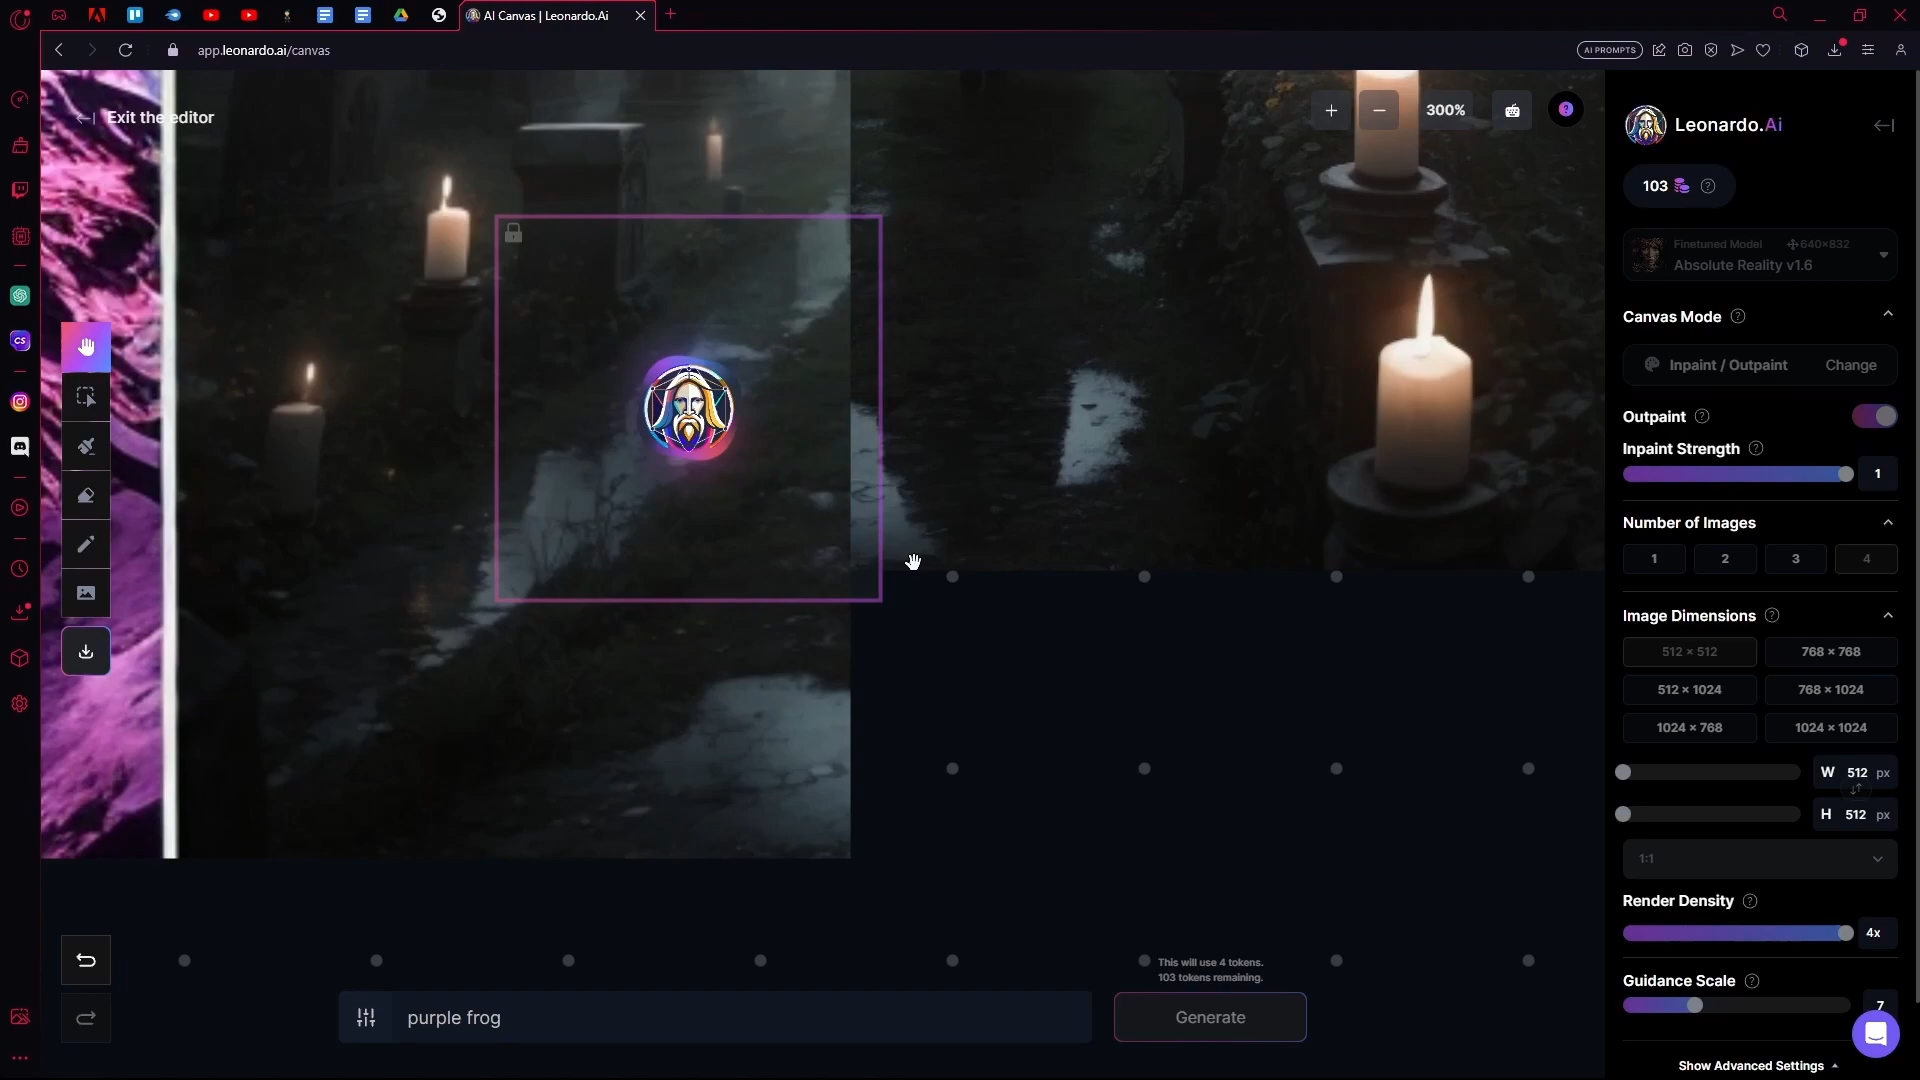 AI Canvas | Leonardo.Ai
app.leonardo.ai/canvas
AI PROMPTS
Exit the editor
300%
Leonardo.Ai
103
Finetuned Model 640×832
Absolute Reality v1.6
Canvas Mode
Inpaint / Outpaint Change
Outpaint
Inpaint Strength
1
Number of Images
1 2 3 4
Image Dimensions
512 × 512 768 × 768
512 × 1024 768 × 1024
1024 × 768 1024 × 1024
W 512 px
H 512 px
1:1
Render Density
4x
Guidance Scale
7
Show Advanced Settings
This will use 4 tokens.
103 tokens remaining.
purple frog
Generate
CS